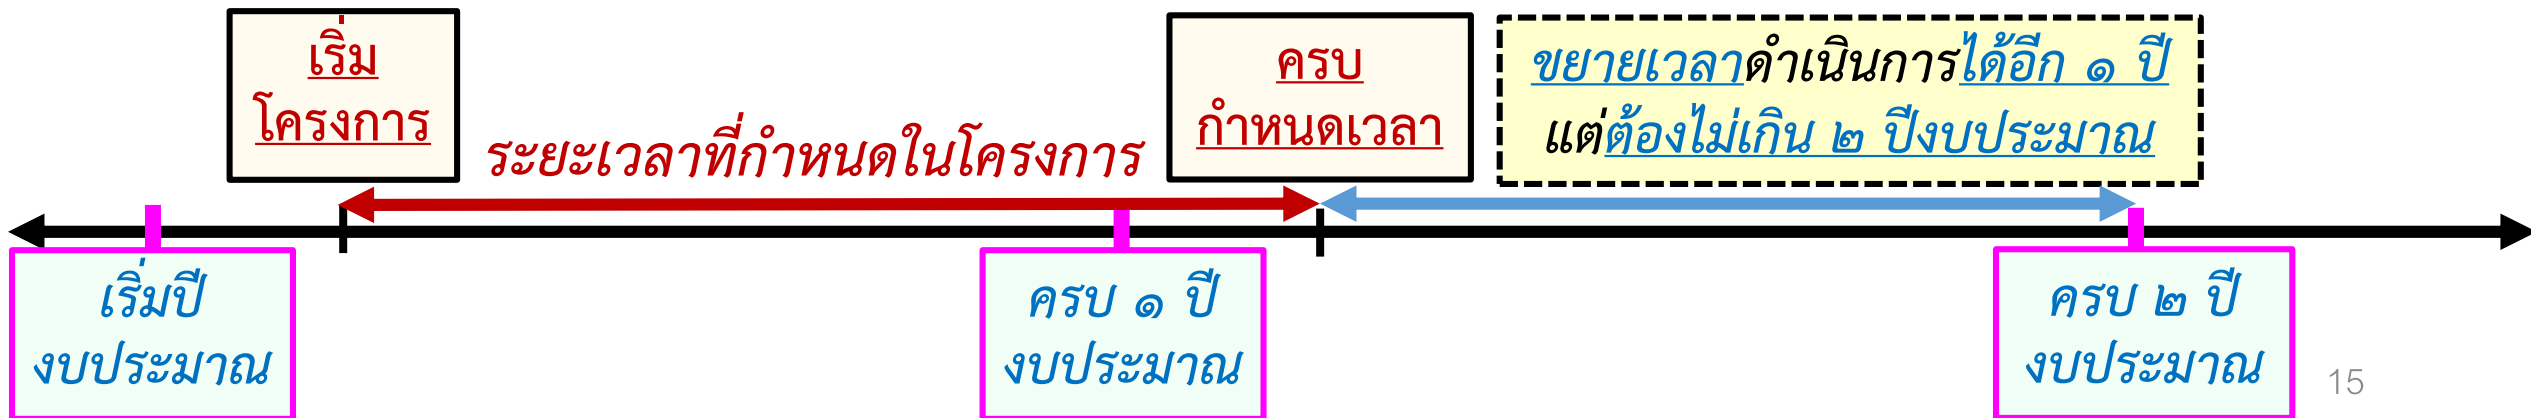 เริ่ม
โครงการ
ระยะเวลาที่กำหนดในโครงการ
ครบ
กำหนดเวลา
ขยายเวลาดำเนินการได้อีก ๑ ปี
แต่ต้องไม่เกิน ๒ ปีงบประมาณ
เริ่มปี
งบประมาณ
ครบ ๑ ปี
งบประมาณ
ครบ ๒ ปี
งบประมาณ
15